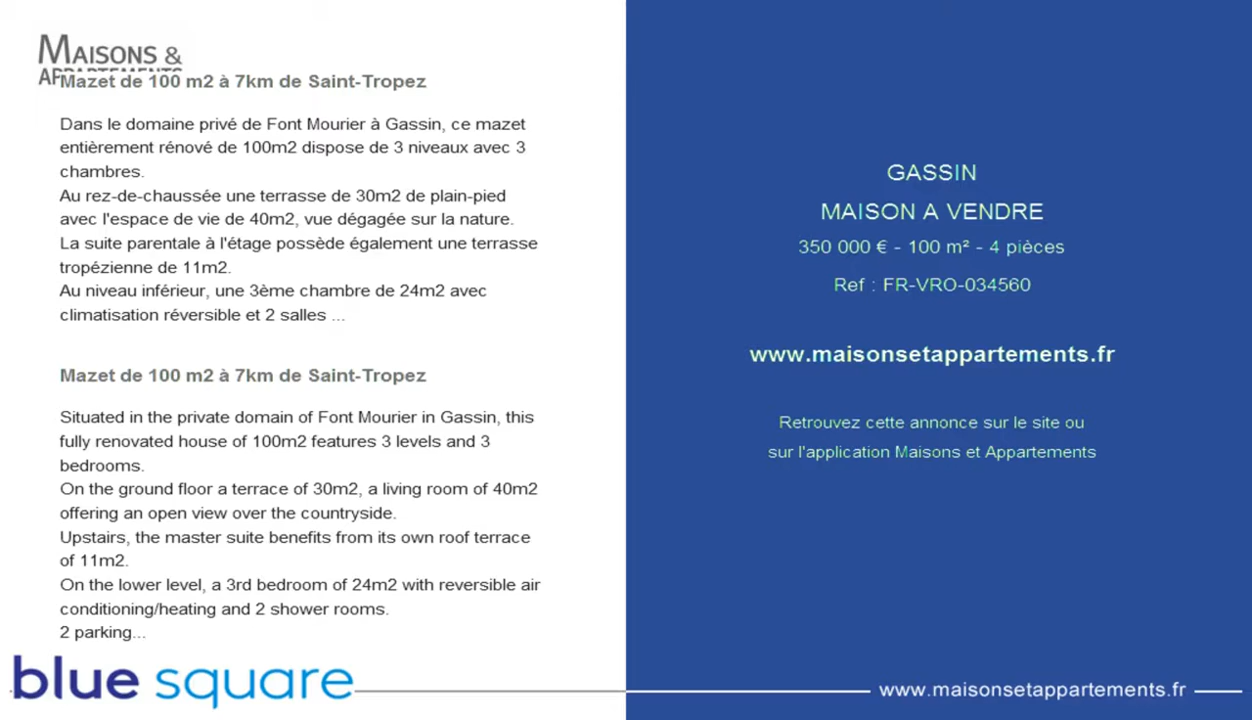 MAISONS &
APPARTEMENTS
Mazet de 100 m2 à 7km de Saint-Tropez
Dans le domaine privé de Font Mourier à Gassin, ce mazet
entièrement rénové de 100m2 dispose de 3 niveaux avec 3
chambres.
Au rez-de-chaussée une terrasse de 30m2 de plain-pied
avec l'espace de vie de 40m2, vue dégagée sur la nature.
La suite parentale à l'étage possède également une terrasse
tropézienne de 11m2.
Au niveau inférieur, une 3ème chambre de 24m2 avec
climatisation réversible et 2 salles ...
Mazet de 100 m2 à 7km de Saint-Tropez
Situated in the private domain of Font Mourier in Gassin, this
fully renovated house of 100m2 features 3 levels and 3
bedrooms.
On the ground floor a terrace of 30m2, a living room of 40m2
offering an open view over the countryside.
Upstairs, the master suite benefits from its own roof terrace
of 11m2.
On the lower level, a 3rd bedroom of 24m2 with reversible air
conditioning/heating and 2 shower rooms.
2 parking...
blue square
GASSIN
MAISON A VENDRE
350 000 € - 100 m² - 4 pièces
Ref : FR-VRO-034560
www.maisonsetappartements.fr
Retrouvez cette annonce sur le site ou
sur l'application Maisons et Appartements
www.maisonsetappartements.fr